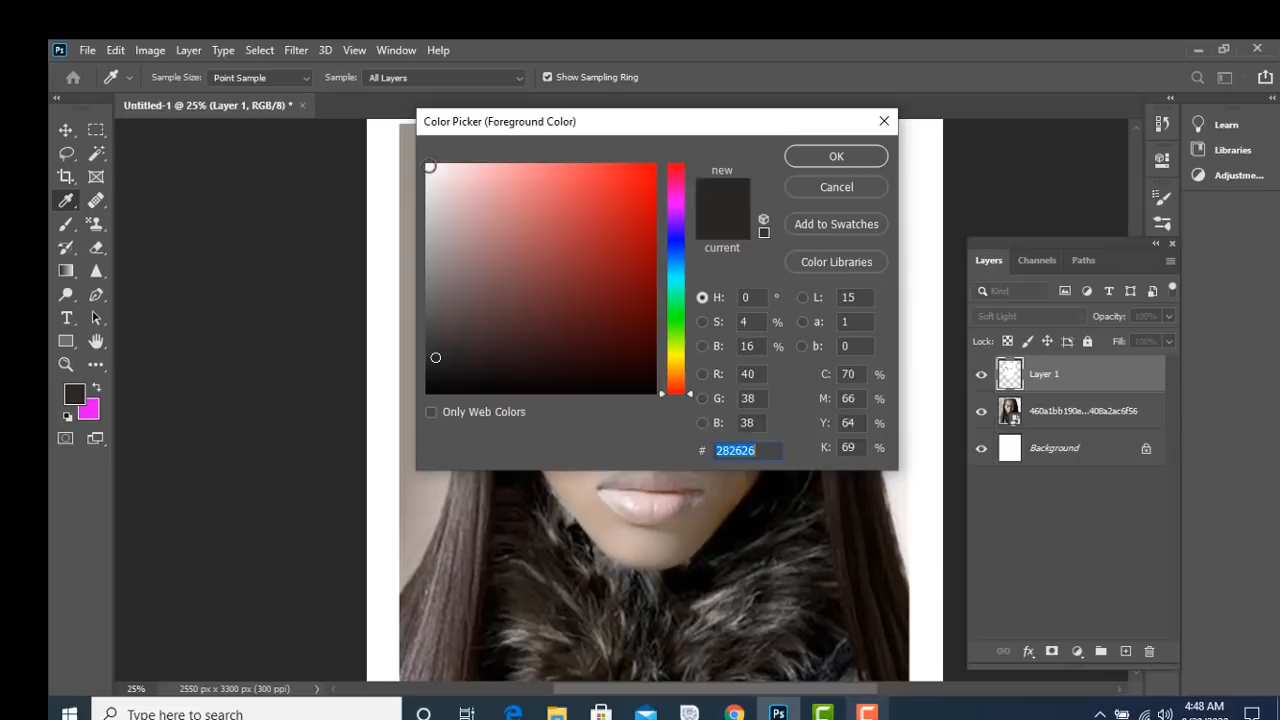 Ps File Edit Image Layer Type Select Filter 3D View Window Help
Sample Size: Point Sample Sample: All Layers Show Sampling Ring
Untitled-1 @ 25% (Layer 1, RGB/8) * ×
Color Picker (Foreground Color)
new
current
OK
Cancel
Add to Swatches
Color Libraries
H: 0 ° L: 15
S: 4 % a: 1
B: 16 % b: 0
R: 40 C: 70 %
G: 38 M: 66 %
B: 38 Y: 64 %
# 282626 K: 69 %
Only Web Colors
Learn
Libraries
Adjustme...
Layers Channels Paths
Kind
Soft Light Opacity: 100%
Lock: Fill: 100%
Layer 1
460a1bb190e...408a2ac6f56
Background
25% 2550 px x 3300 px (300 ppi)
Type here to search
Ps
4:48 AM